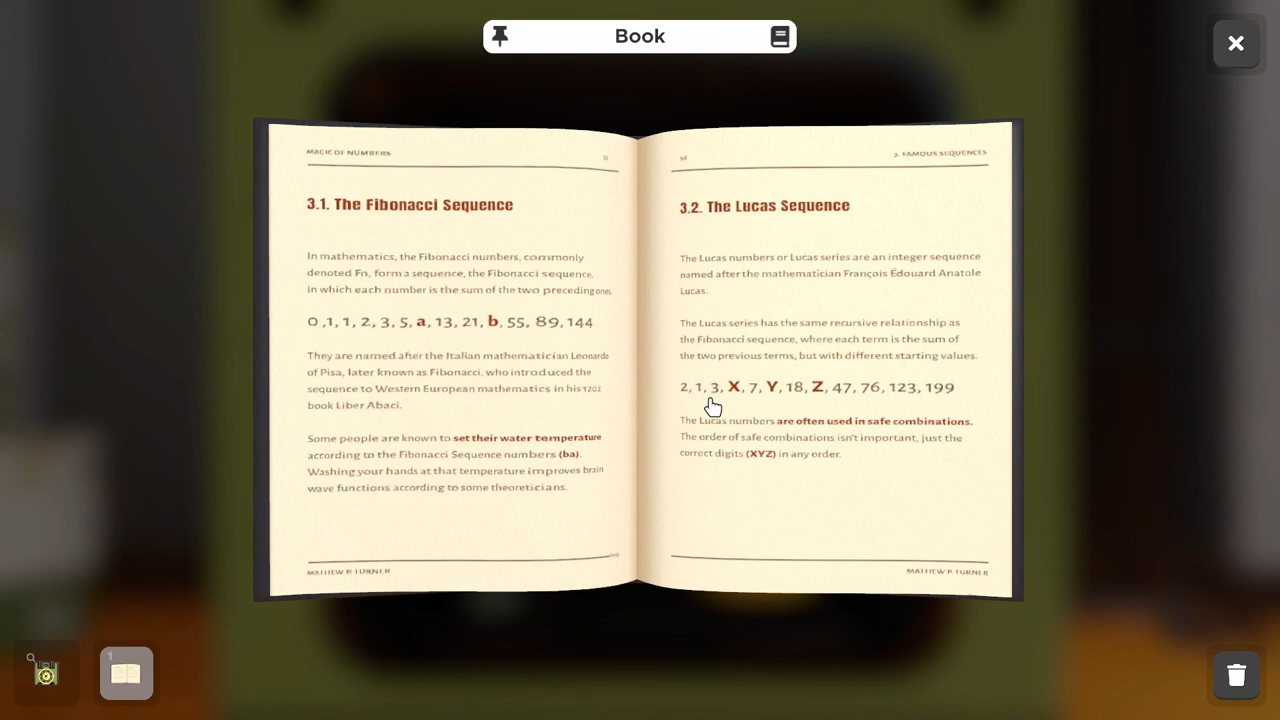 Book
MAGIC OF NUMBERS
3.1. The Fibonacci Sequence
In mathematics, the Fibonacci numbers, commonly
denoted Fn, form a sequence, the Fibonacci sequence,
in which each number is the sum of the two preceding ones.
0 ,1, 1, 2, 3, 5, a, 13, 21, b, 55, 89, 144
They are named after the Italian mathematician Leonardo
of Pisa, later known as Fibonacci, who introduced the
sequence to Western European mathematics in his 1202
book Liber Abaci.
Some people are known to set their water temperature
according to the Fibonacci Sequence numbers (ba).
Washing your hands at that temperature improves brain
wave functions according to some theoreticians.
MATHEW P. TURNER
3. FAMOUS SEQUENCES
3.2. The Lucas Sequence
The Lucas numbers or Lucas series are an integer sequence
named after the mathematician François Édouard Anatole
Lucas.
The Lucas series has the same recursive relationship as
the Fibonacci sequence, where each term is the sum of
the two previous terms, but with different starting values.
2, 1, 3, X, 7, Y, 18, Z, 47, 76, 123, 199
The Lucas numbers are often used in safe combinations.
The order of safe combinations isn't important, just the
correct digits (XYZ) in any order.
MATHEW P. TURNER
1